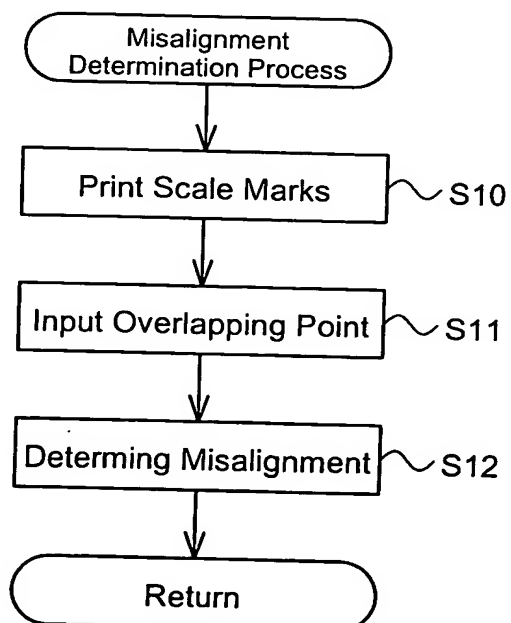 Misalignment
Determination Process
Print Scale Marks
S10
Input Overlapping Point
S11
Determing Misalignment
S12
Return